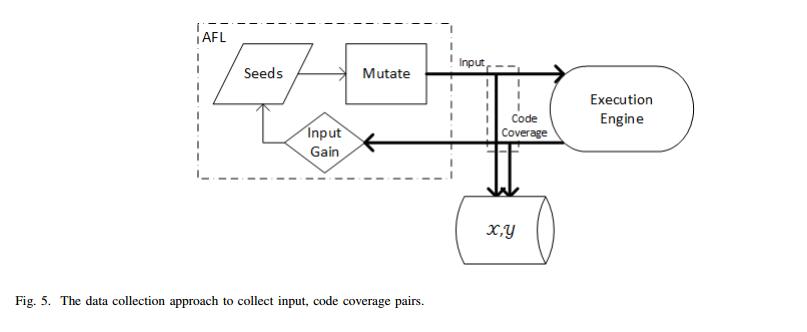 AFL
Seeds
Mutate
Input
Execution
Engine
Code
Coverage
Input
Gain
x,y
Fig. 5. The data collection approach to collect input, code coverage pairs.